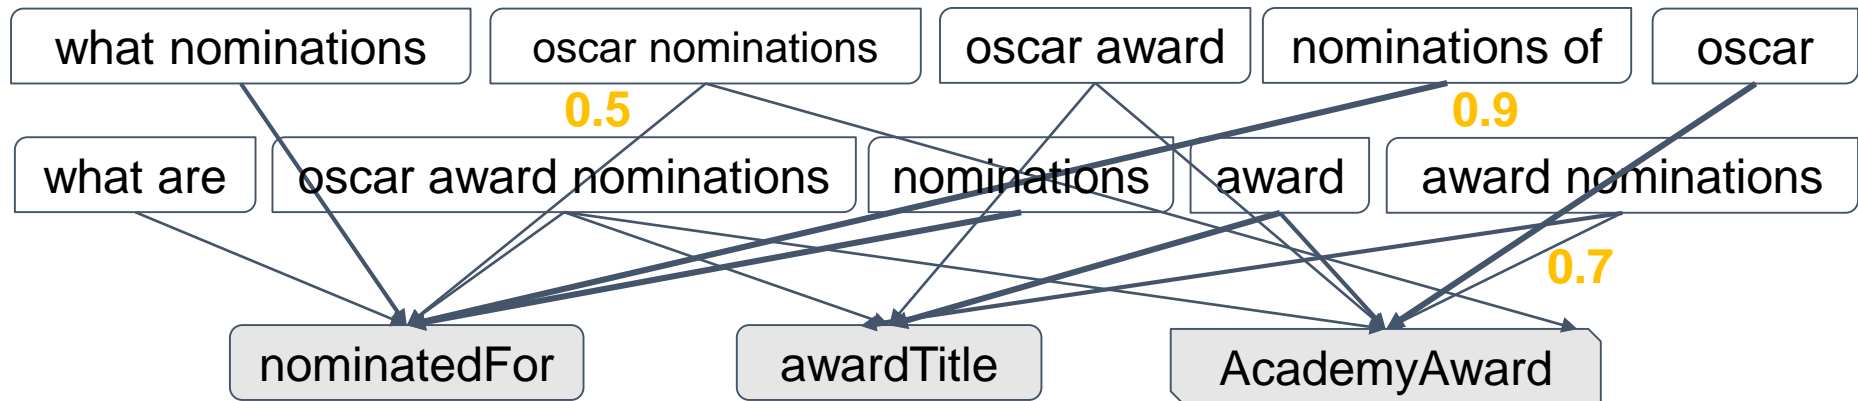 what nominations
oscar nominations
oscar award
nominations of
oscar
0.5
0.9
what are
oscar award nominations
nominations
award
award nominations
0.7
nominatedFor
awardTitle
AcademyAward